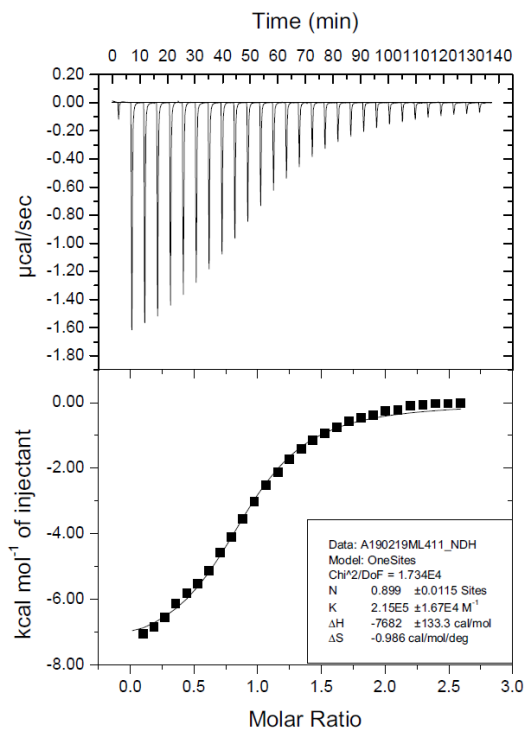 Time (min)
0 10 20 30 40 50 60 70 80 90 100110120130140
0.20
0.00
-0.20
-0.40
-0.60
-0.80
-1.00
-1.20
-1.40
-1.60
-1.80
µcal/sec
0.00
-2.00
-4.00
-6.00
-8.00
kcal mol⁻¹ of injectant
Data: A190219ML411_NDH
Model: OneSites
Chi^2/DoF = 1.734E4
N 0.899 ±0.0115 Sites
K 2.15E5 ±1.67E4 M⁻¹
ΔH -7682 ±133.3 cal/mol
ΔS -0.986 cal/mol/deg
0.0 0.5 1.0 1.5 2.0 2.5 3.0
Molar Ratio